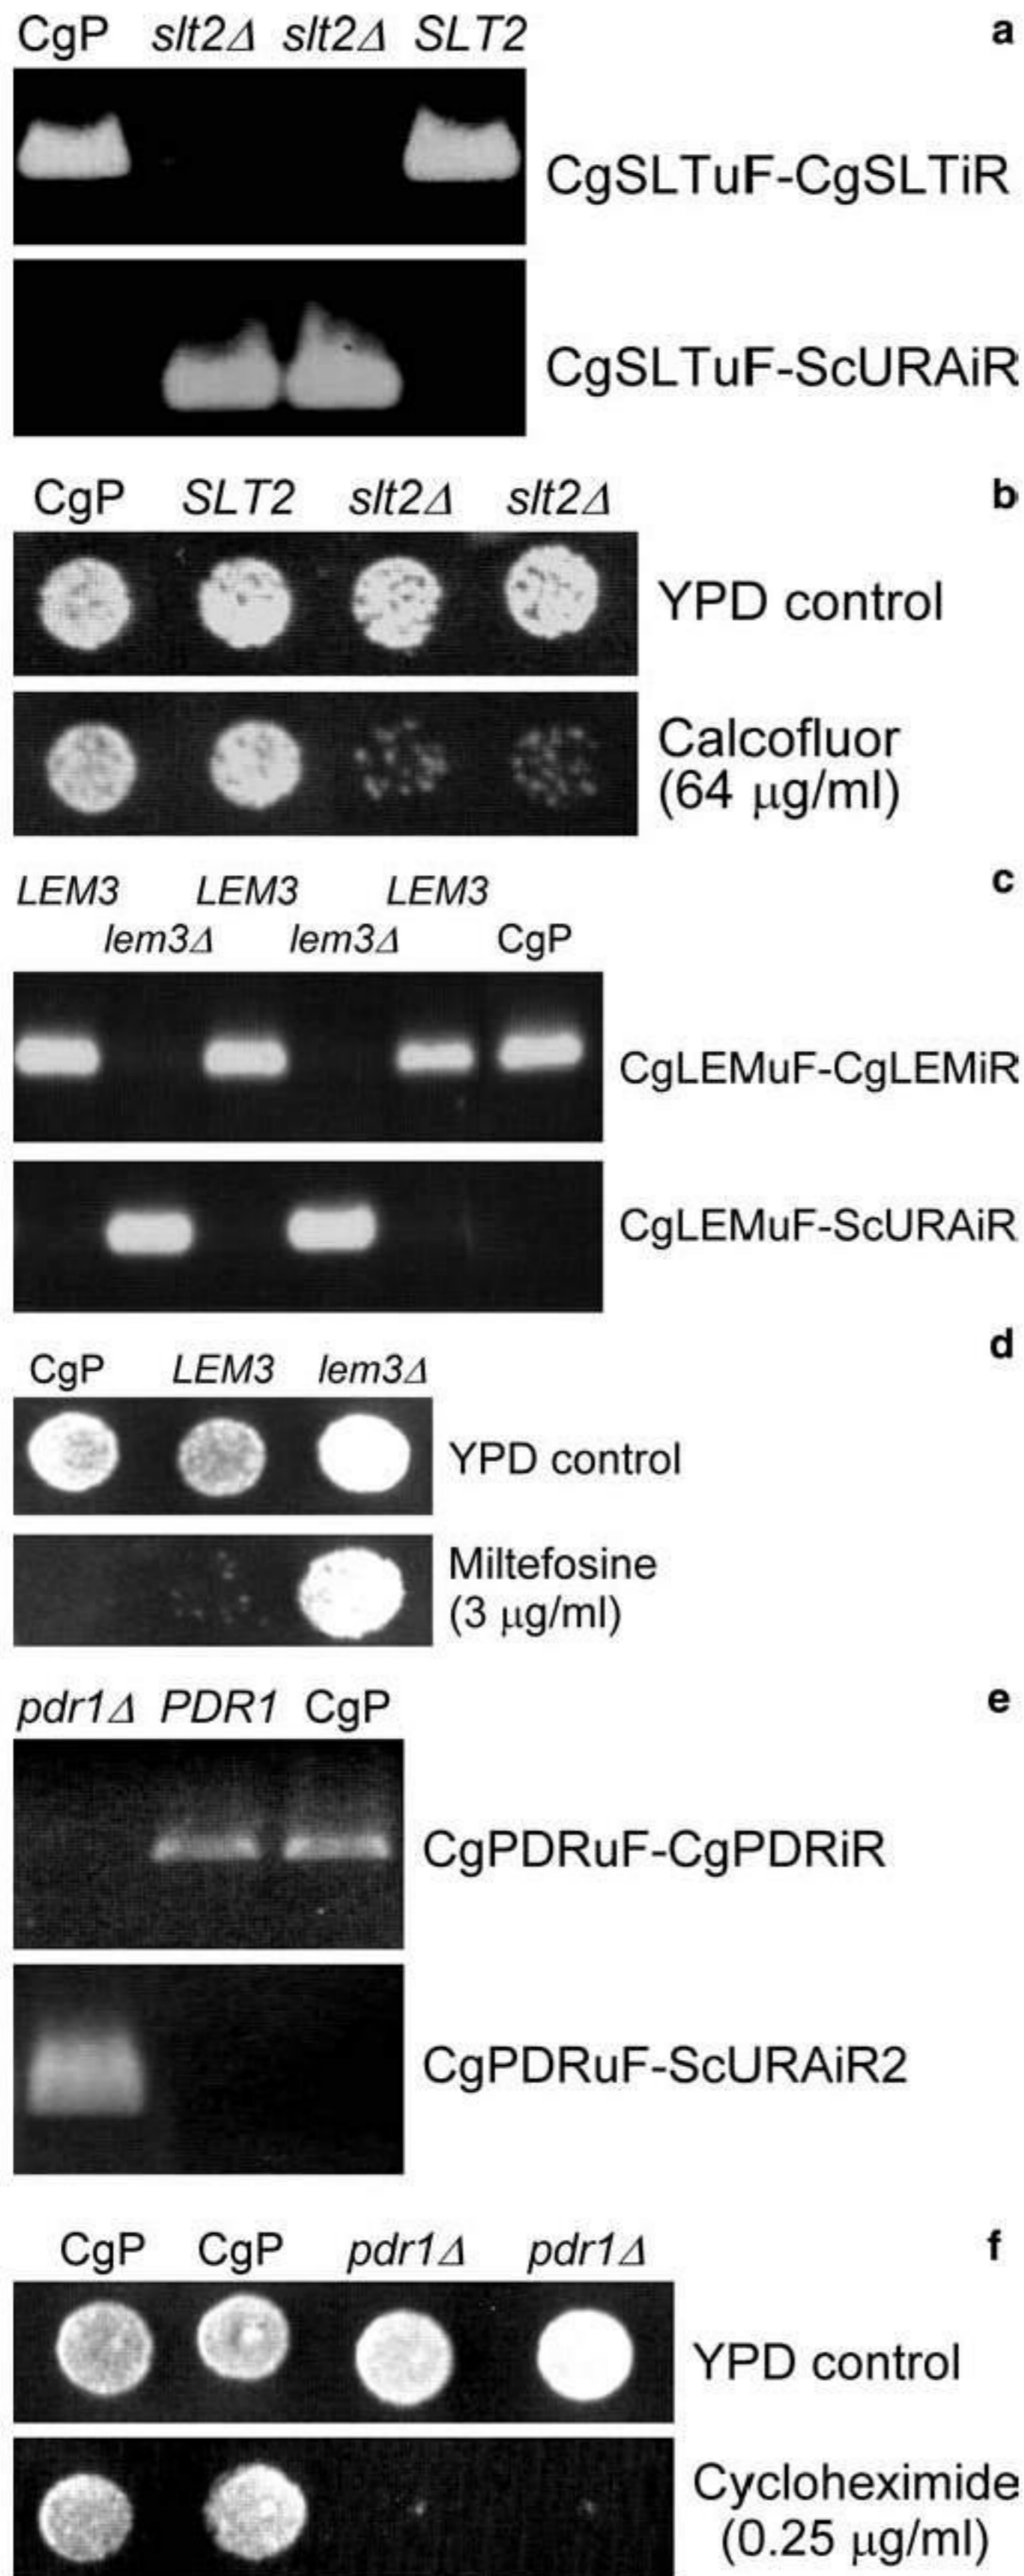 CgP slt2Δ slt2Δ SLT2 a
CgSLTuF-CgSLTiR
CgSLTuF-ScURAiR
CgP SLT2 slt2Δ slt2Δ b
YPD control
Calcofluor
(64 μg/ml)
LEM3 LEM3 LEM3 c
lem3Δ lem3Δ CgP
CgLEMuF-CgLEMiR
CgLEMuF-ScURAiR
d
CgP LEM3 lem3Δ
YPD control
Miltefosine
(3 μg/ml)
pdr1Δ PDR1 CgP e
CgPDRuF-CgPDRiR
CgPDRuF-ScURAiR2
CgP CgP pdr1Δ pdr1Δ f
YPD control
Cycloheximide
(0.25 μg/ml)